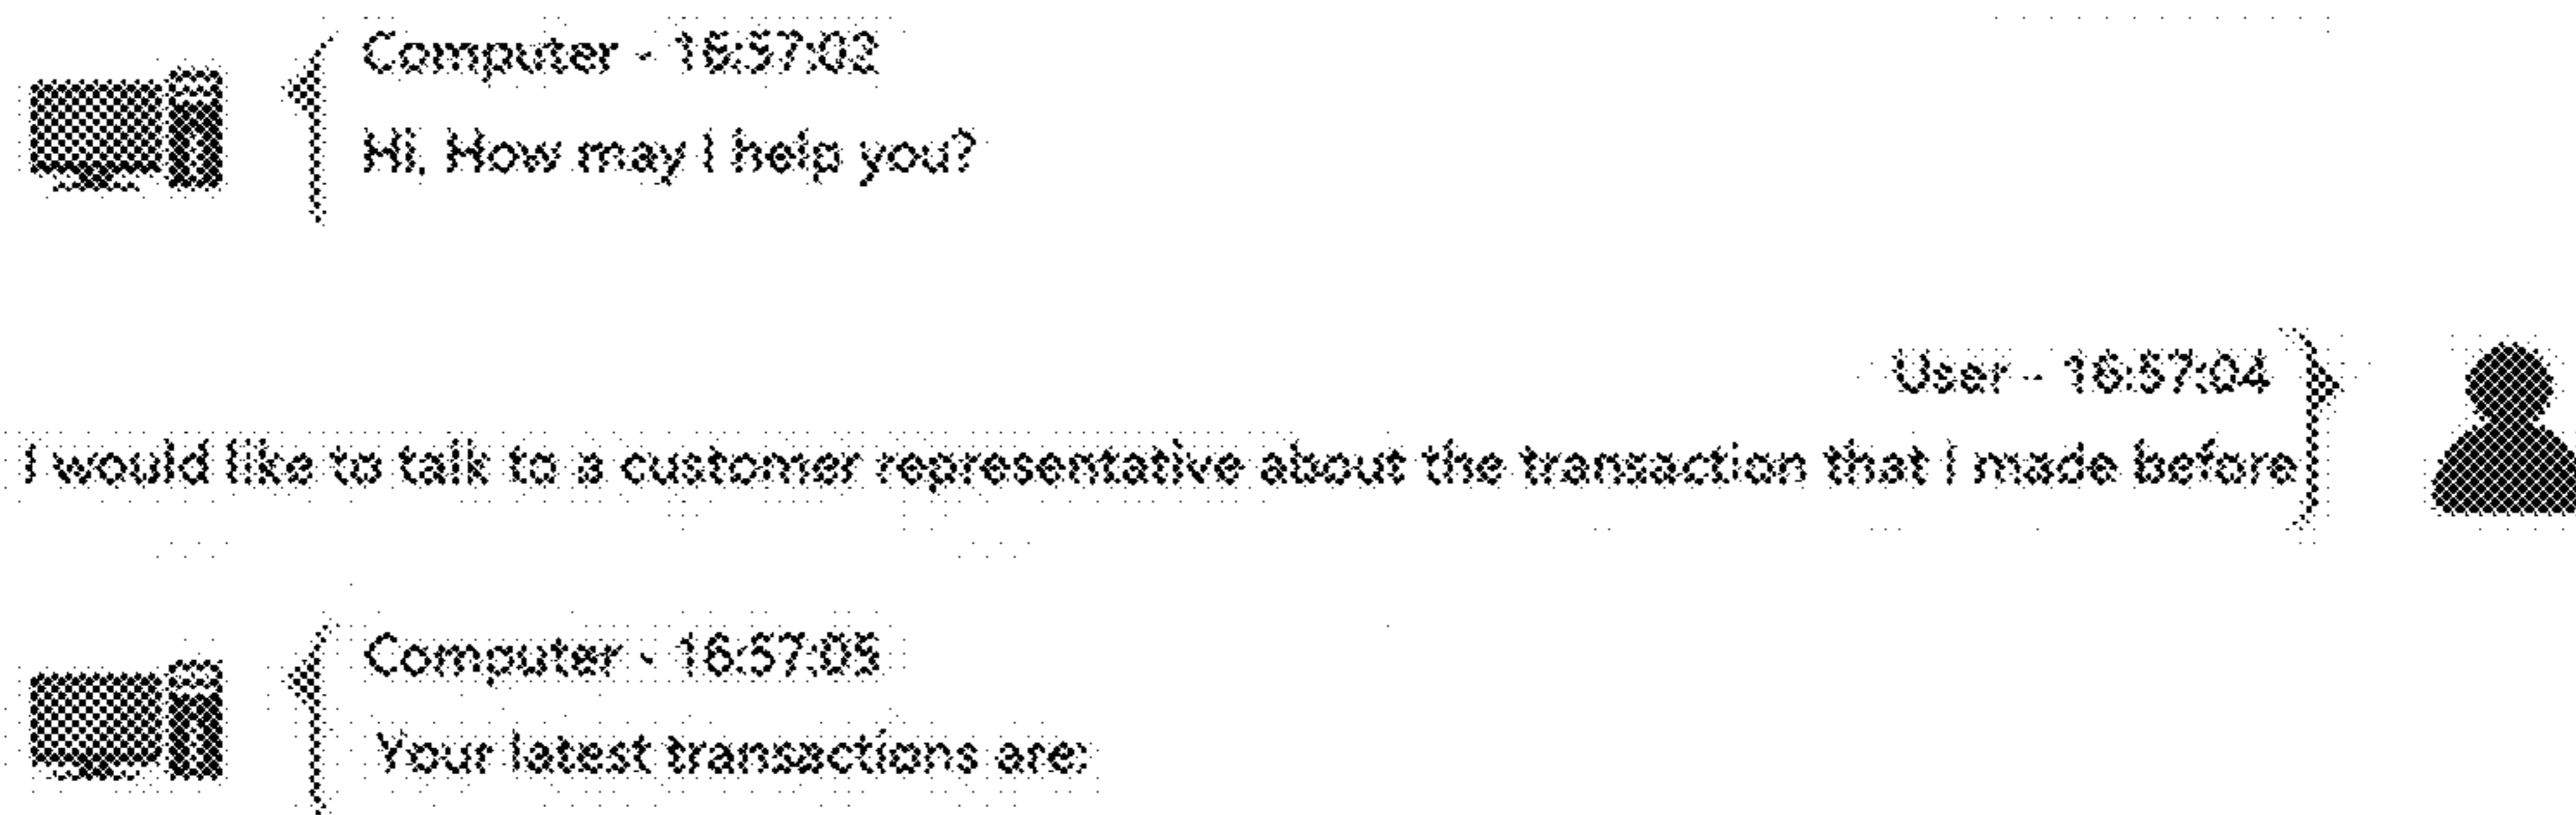 Computer - 16:57:02
Hi, How may I help you?
User - 16:57:04
I would like to talk to a customer representative about the transaction that I made before
Computer - 16:57:05
Your latest transactions are: